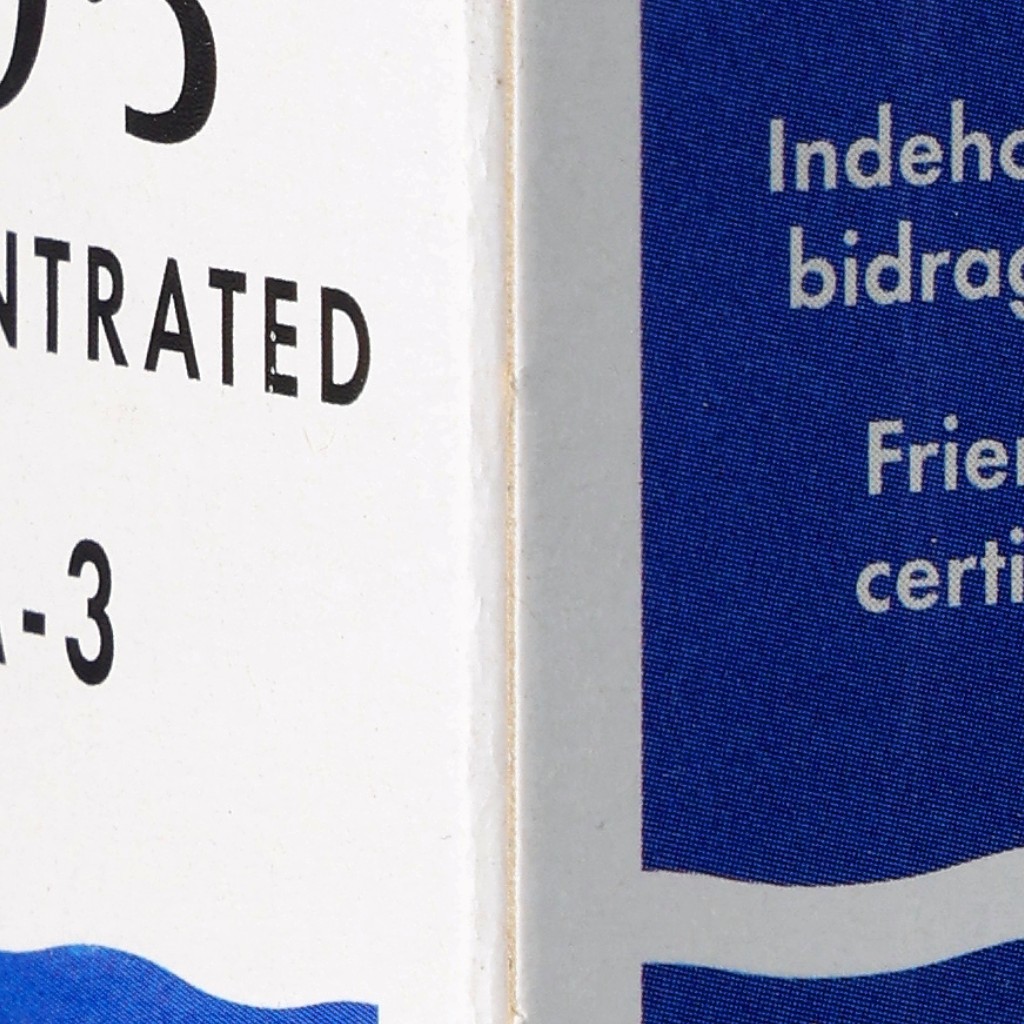 NTRATED
-3
Indeho
bidrag
Frien
certi